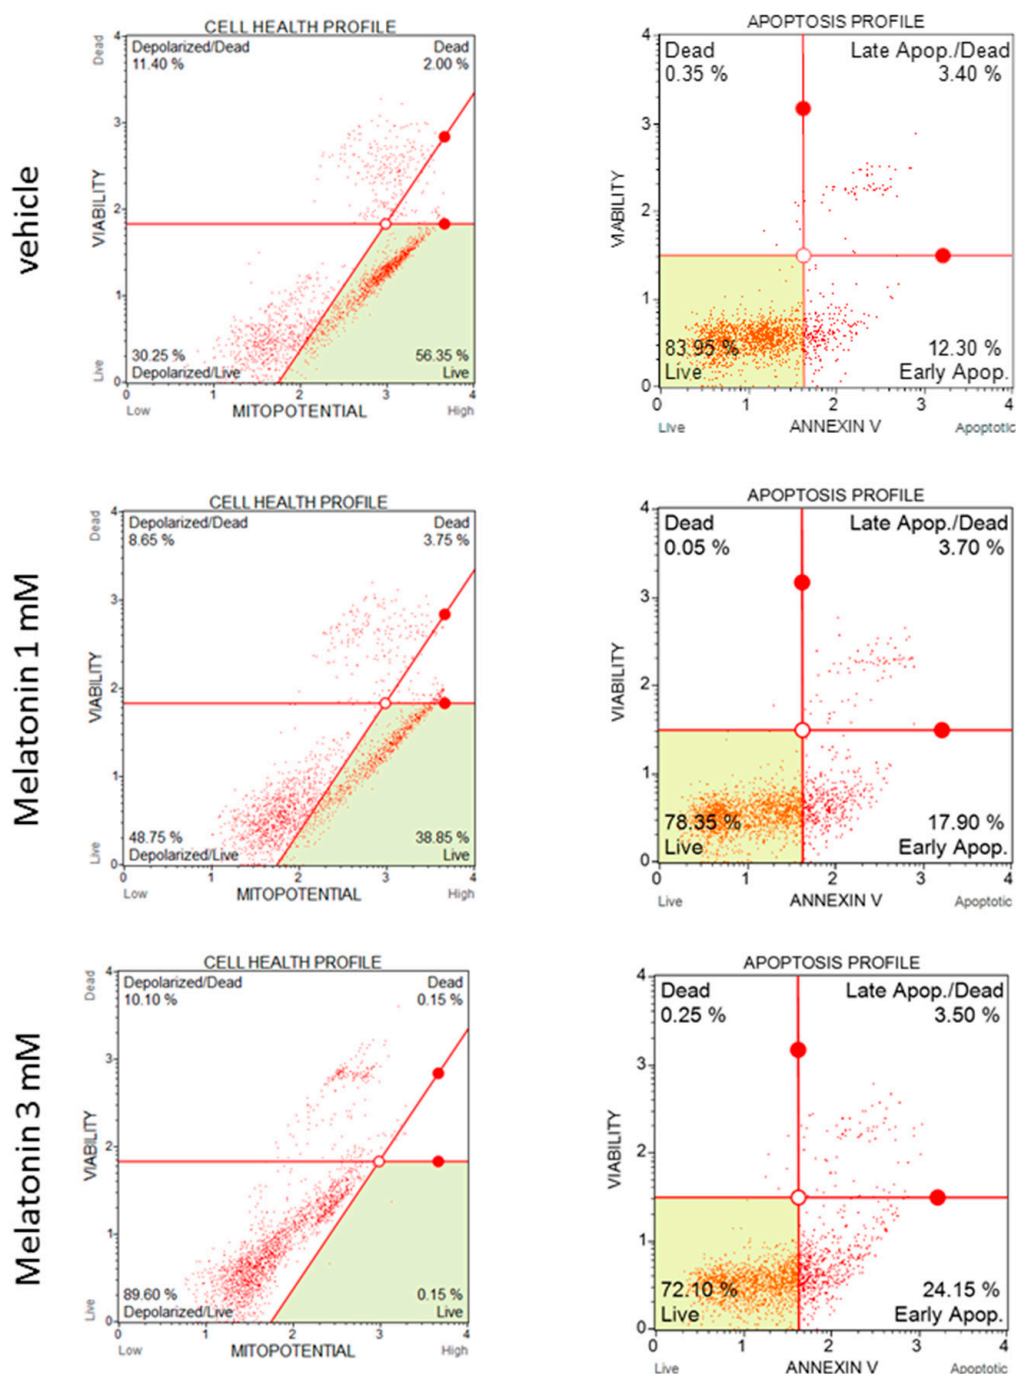 vehicle
CELL HEALTH PROFILE
Dead
4
Depolarized/Dead
11.40 %
Dead
2.00 %
3
VIABILITY
2
1
30.25 %
Depolarized/Live
56.35 %
Live
Live
0
0
1
2
3
4
Low
MITOPOTENTIAL
High
APOPTOSIS PROFILE
4
Dead
0.35 %
Late Apop./Dead
3.40 %
3
VIABILITY
2
1
83.95 %
Live
12.30 %
Early Apop.
0
0
1
2
3
4
Live
ANNEXIN V
Apoptotic
Melatonin 1 mM
CELL HEALTH PROFILE
Dead
4
Depolarized/Dead
8.65 %
Dead
3.75 %
3
VIABILITY
2
1
48.75 %
Depolarized/Live
38.85 %
Live
Live
0
0
1
2
3
4
Low
MITOPOTENTIAL
High
APOPTOSIS PROFILE
4
Dead
0.05 %
Late Apop./Dead
3.70 %
3
VIABILITY
2
1
78.35 %
Live
17.90 %
Early Apop.
0
0
1
2
3
4
Live
ANNEXIN V
Apoptotic
Melatonin 3 mM
CELL HEALTH PROFILE
Dead
4
Depolarized/Dead
10.10 %
Dead
0.15 %
3
VIABILITY
2
1
89.60 %
Depolarized/Live
0.15 %
Live
Live
0
0
1
2
3
4
Low
MITOPOTENTIAL
High
APOPTOSIS PROFILE
4
Dead
0.25 %
Late Apop./Dead
3.50 %
3
VIABILITY
2
1
72.10 %
Live
24.15 %
Early Apop.
0
0
1
2
3
4
Live
ANNEXIN V
Apoptotic